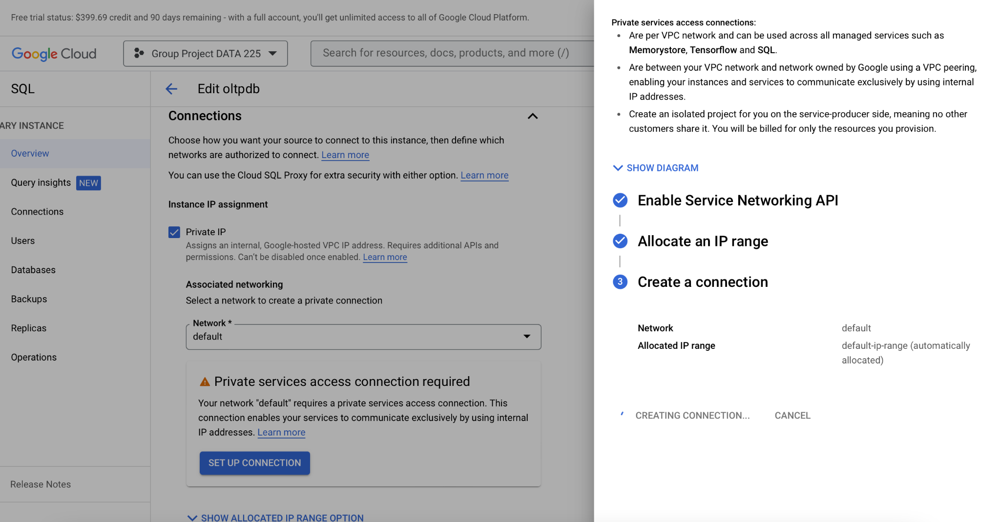 Free trial status: $399.69 credit and 90 days remaining - with a full account, you'll get unlimited access to all of Google Cloud Platform.
Google Cloud
Group Project DATA 225
Search for resources, docs, products, and more (/)
SQL
ARY INSTANCE
Overview
Query insights NEW
Connections
Users
Databases
Backups
Replicas
Operations
Release Notes
Edit oltpdb
Connections
Choose how you want your source to connect to this instance, then define which
networks are authorized to connect. Learn more
You can use the Cloud SQL Proxy for extra security with either option. Learn more
Instance IP assignment
Private IP
Assigns an internal, Google-hosted VPC IP address. Requires additional APIs and
permissions. Can't be disabled once enabled. Learn more
Associated networking
Select a network to create a private connection
Network *
default
Private services access connection required
Your network "default" requires a private services access connection. This
connection enables your services to communicate exclusively by using internal
IP addresses. Learn more
SET UP CONNECTION
SHOW ALLOCATED IP RANGE OPTION
Private services access connections:
• Are per VPC network and can be used across all managed services such as
Memorystore, Tensorflow and SQL.
• Are between your VPC network and network owned by Google using a VPC peering,
enabling your instances and services to communicate exclusively by using internal
IP addresses.
• Create an isolated project for you on the service-producer side, meaning no other
customers share it. You will be billed for only the resources you provision.
SHOW DIAGRAM
Enable Service Networking API
Allocate an IP range
3 Create a connection
Network default
Allocated IP range default-ip-range (automatically
allocated)
CREATING CONNECTION... CANCEL